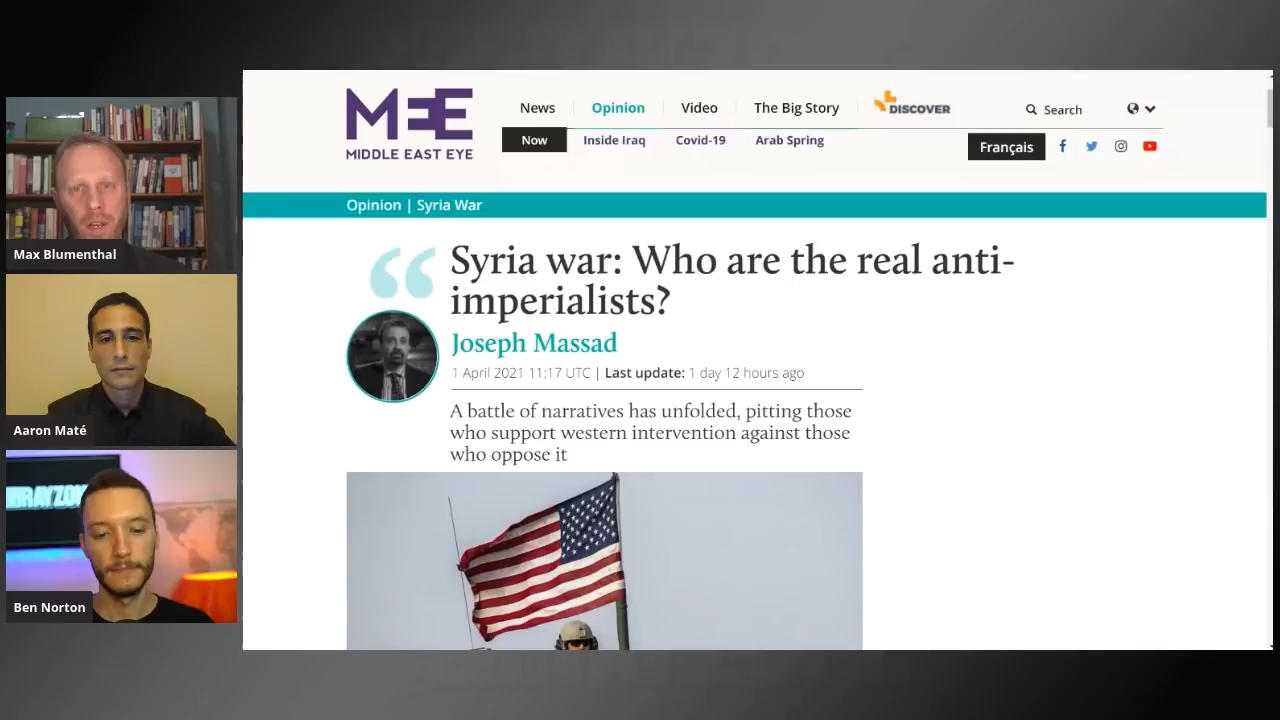 Max Blumenthal
Aaron Maté
RAYZON
Ben Norton
MEE
MIDDLE EAST EYE
News
Opinion
Video
The Big Story
DISCOVER
Search
Now
Inside Iraq
Covid-19
Arab Spring
Français
Opinion | Syria War
Syria war: Who are the real anti-
imperialists?
Joseph Massad
1 April 2021 11:17 UTC | Last update: 1 day 12 hours ago
A battle of narratives has unfolded, pitting those
who support western intervention against those
who oppose it